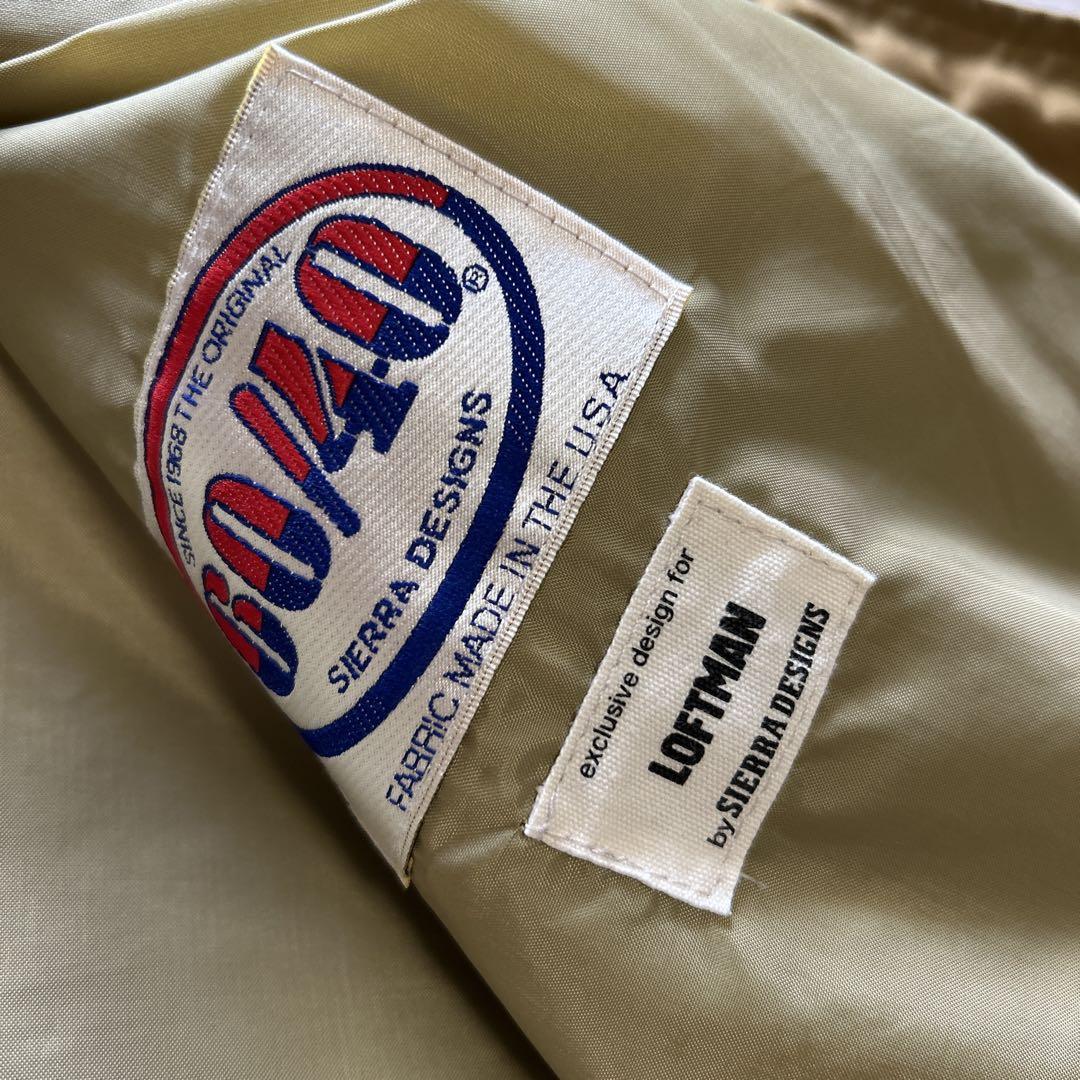 SINCE 1968 THE ORIGINAL
60/40®
SIERRA DESIGNS
FABRIC MADE IN THE USA
exclusive design for
LOFTMAN
by SIERRA DESIGNS